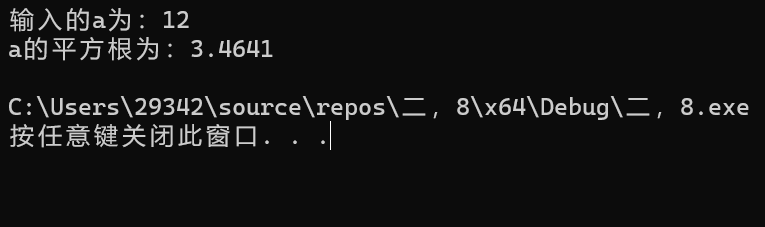 输入的a为: 12
a的平方根为: 3.4641
C:\Users\29342\source\repos\二, 8\x64\Debug\二, 8.exe
按任意键关闭此窗口. . .